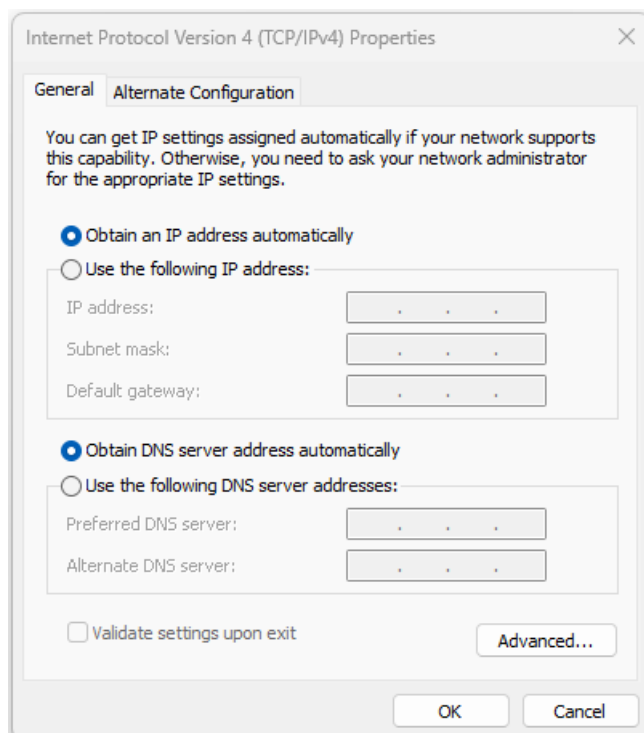 Internet Protocol Version 4 (TCP/IPv4) Properties
General
Alternate Configuration
You can get IP settings assigned automatically if your network supports
this capability. Otherwise, you need to ask your network administrator
for the appropriate IP settings.
Obtain an IP address automatically
Use the following IP address:
IP address:
Subnet mask:
Default gateway:
Obtain DNS server address automatically
Use the following DNS server addresses:
Preferred DNS server:
Alternate DNS server:
Validate settings upon exit
Advanced...
OK
Cancel